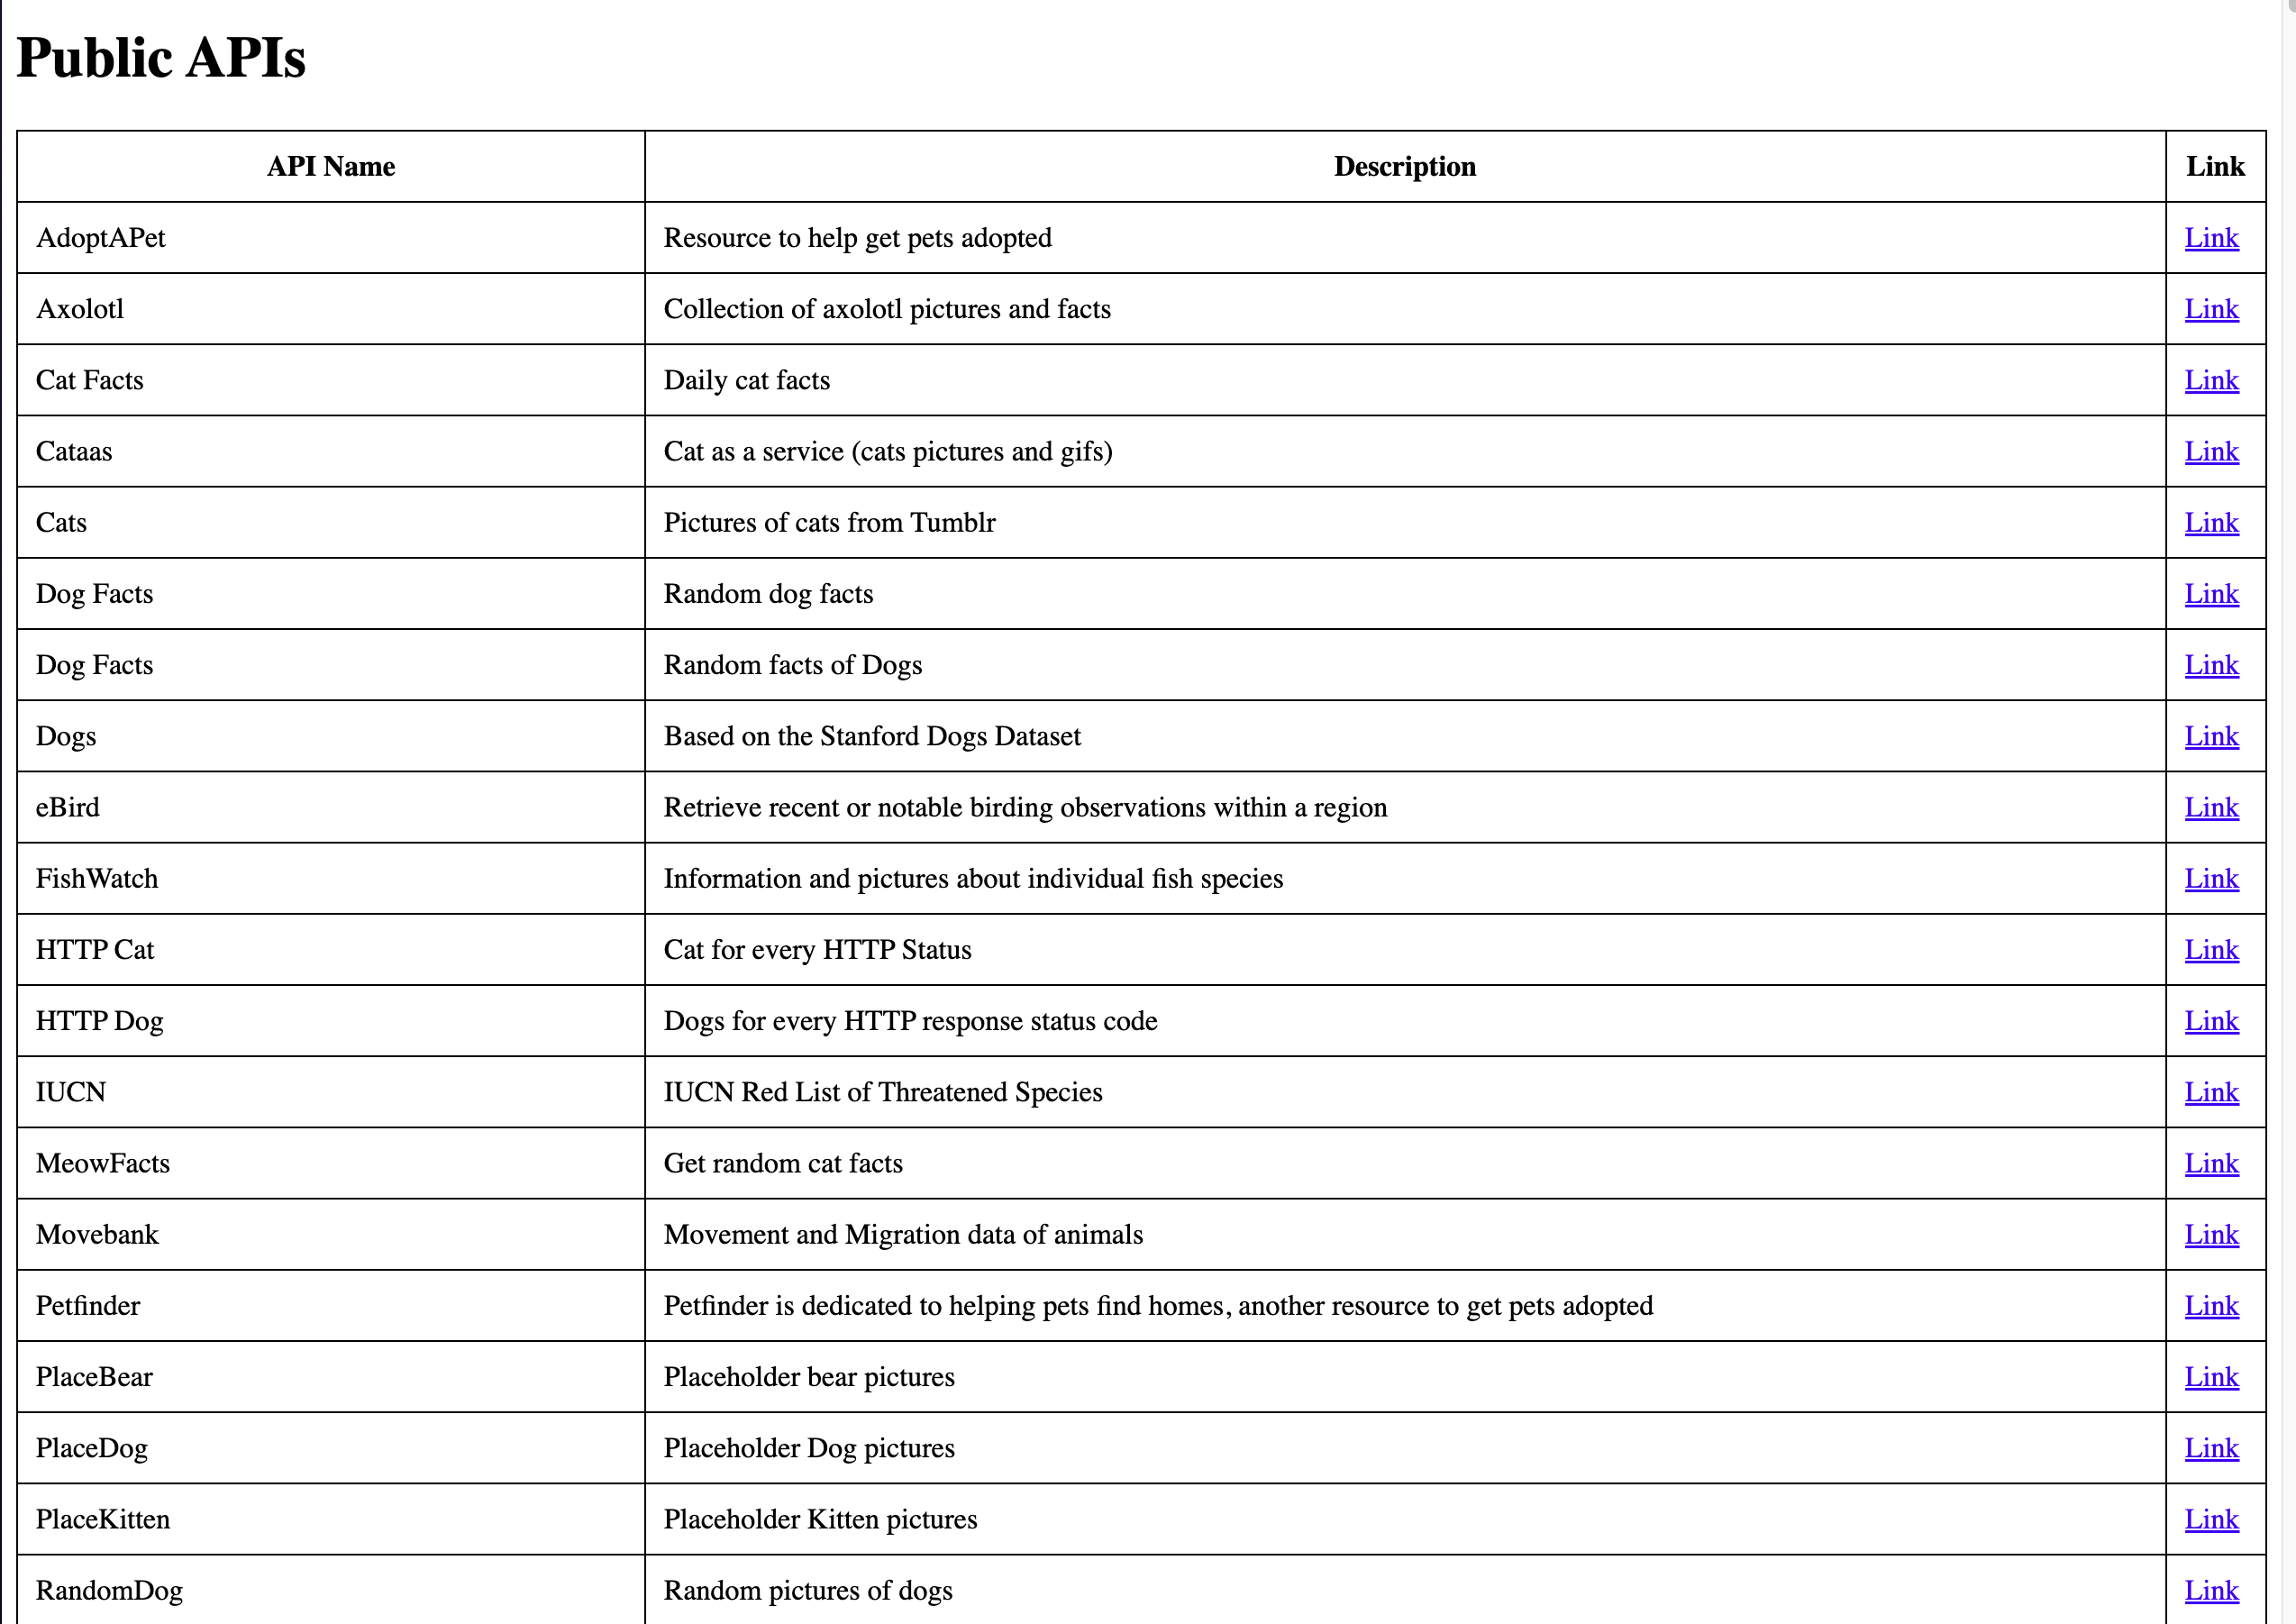 Public APIs
API Name Description Link
AdoptAPet Resource to help get pets adopted Link
Axolotl Collection of axolotl pictures and facts Link
Cat Facts Daily cat facts Link
Cataas Cat as a service (cats pictures and gifs) Link
Cats Pictures of cats from Tumblr Link
Dog Facts Random dog facts Link
Dog Facts Random facts of Dogs Link
Dogs Based on the Stanford Dogs Dataset Link
eBird Retrieve recent or notable birding observations within a region Link
FishWatch Information and pictures about individual fish species Link
HTTP Cat Cat for every HTTP Status Link
HTTP Dog Dogs for every HTTP response status code Link
IUCN IUCN Red List of Threatened Species Link
MeowFacts Get random cat facts Link
Movebank Movement and Migration data of animals Link
Petfinder Petfinder is dedicated to helping pets find homes, another resource to get pets adopted Link
PlaceBear Placeholder bear pictures Link
PlaceDog Placeholder Dog pictures Link
PlaceKitten Placeholder Kitten pictures Link
RandomDog Random pictures of dogs Link